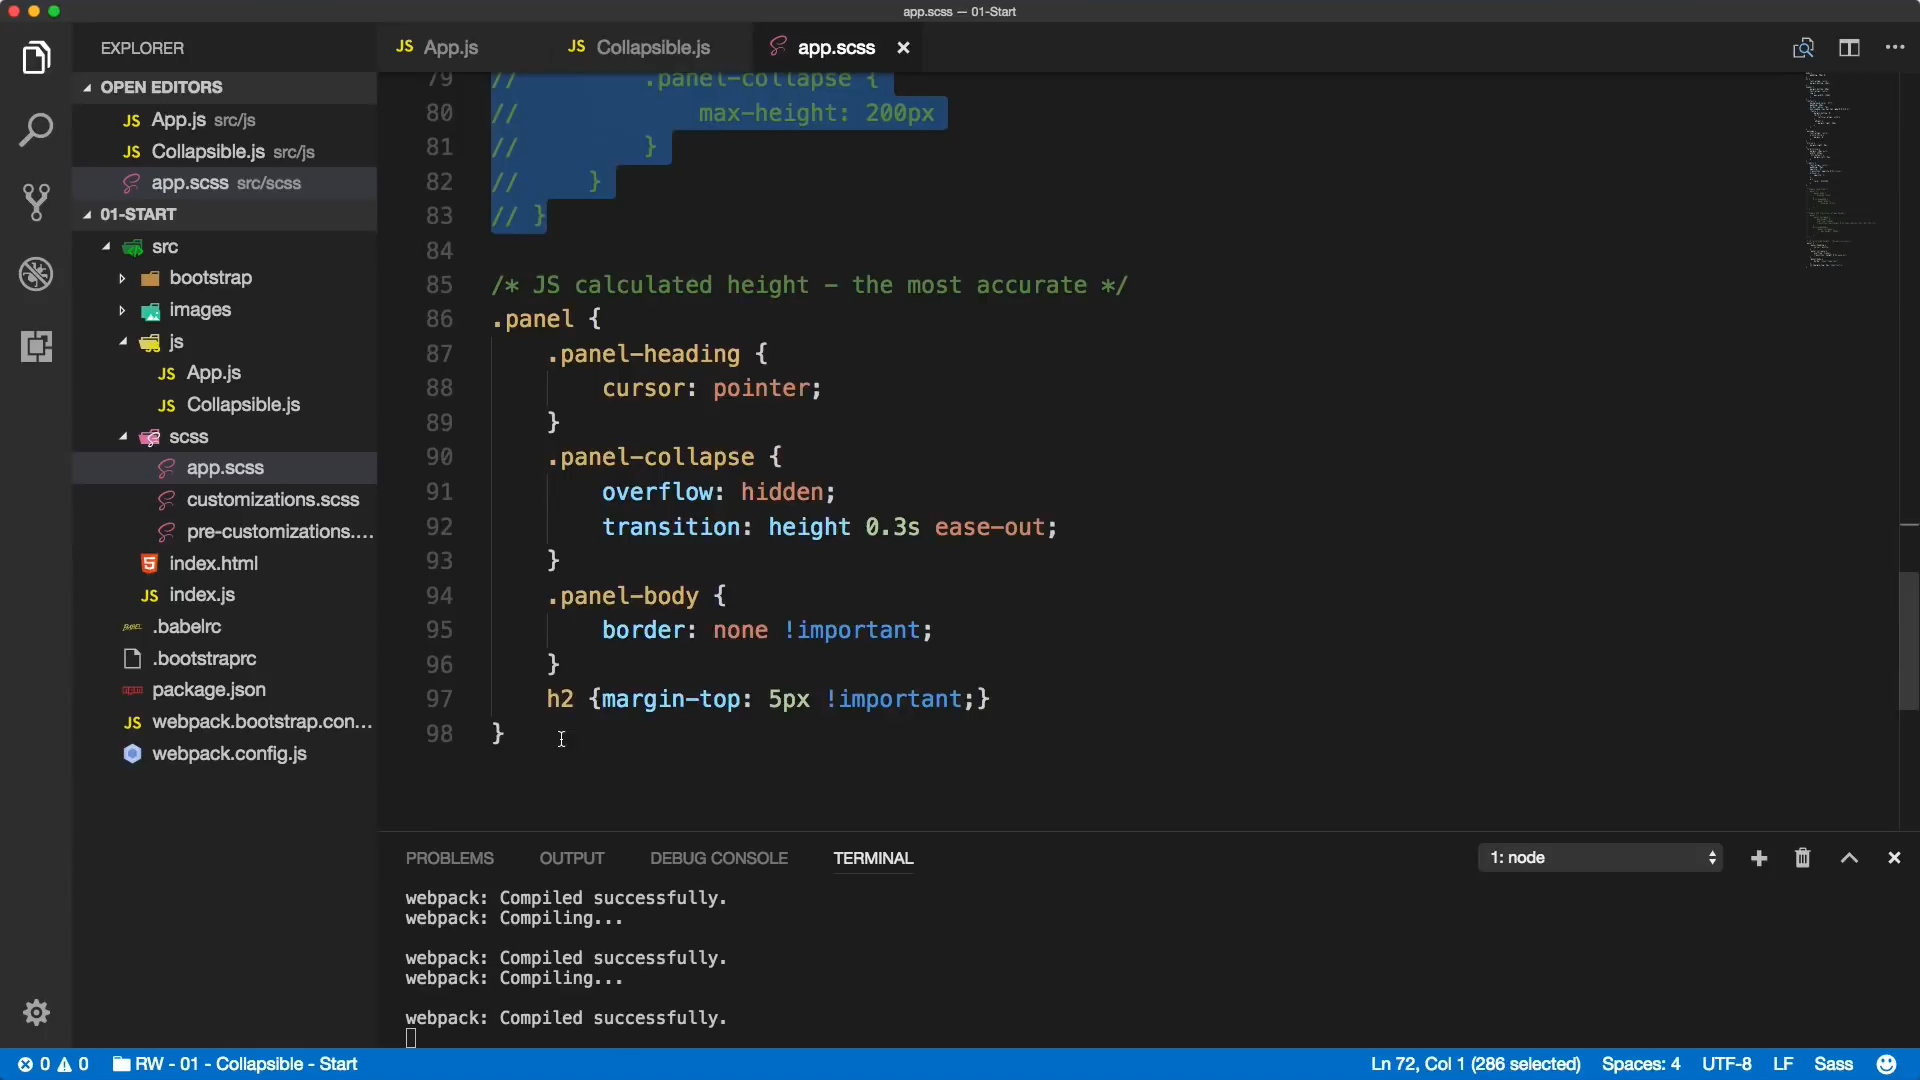 app.scss — 01-Start
EXPLORER
OPEN EDITORS
JS App.js src/js
JS Collapsible.js src/js
app.scss src/scss
01-START
src
bootstrap
images
js
JS App.js
JS Collapsible.js
scss
app.scss
customizations.scss
pre-customizations....
index.html
JS index.js
.babelrc
.bootstraprc
package.json
JS webpack.bootstrap.con...
webpack.config.js
JS App.js JS Collapsible.js app.scss
79 // .panel-collapse {
80 // max-height: 200px
81 // }
82 // }
83 // }
84
85 /* JS calculated height – the most accurate */
86 .panel {
87 .panel-heading {
88 cursor: pointer;
89 }
90 .panel-collapse {
91 overflow: hidden;
92 transition: height 0.3s ease-out;
93 }
94 .panel-body {
95 border: none !important;
96 }
97 h2 {margin-top: 5px !important;}
98 }
PROBLEMS OUTPUT DEBUG CONSOLE TERMINAL 1: node
webpack: Compiled successfully.
webpack: Compiling...
webpack: Compiled successfully.
webpack: Compiling...
webpack: Compiled successfully.
0 0 RW - 01 - Collapsible - Start Ln 72, Col 1 (286 selected) Spaces: 4 UTF-8 LF Sass